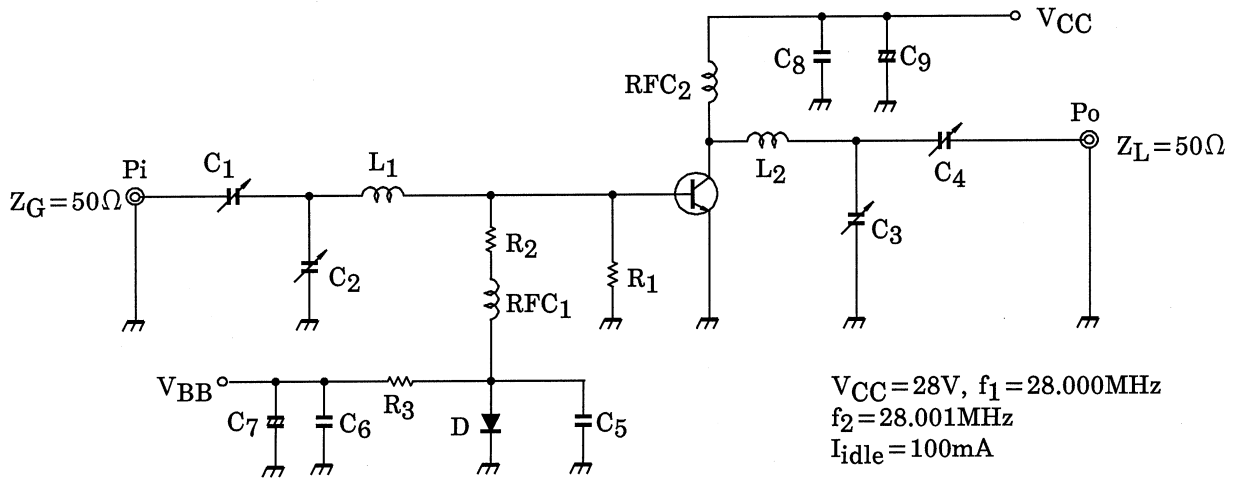 V_CC
C_8
C_9
RFC_2
Po
Z_L=50Ω
L_2
C_4
C_3
Pi
Z_G=50Ω
C_1
L_1
C_2
R_2
R_1
RFC_1
V_BB
C_7
C_6
R_3
D
C_5
V_CC=28V, f_1=28.000MHz
f_2=28.001MHz
I_idle=100mA